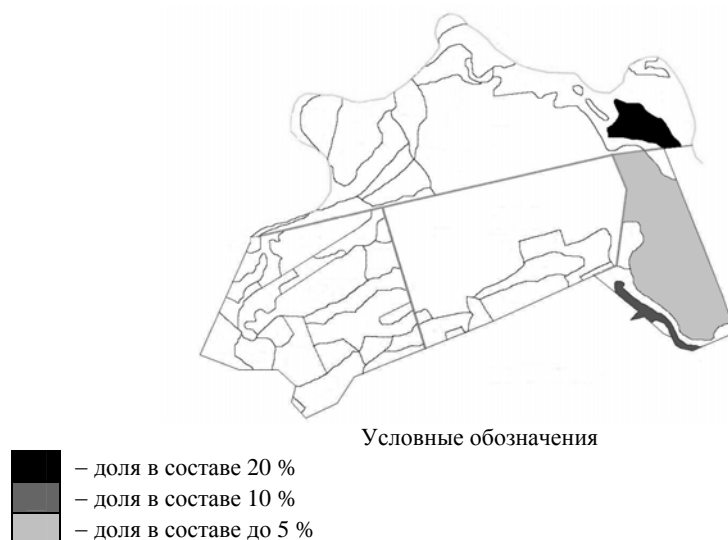 Условные обозначения
– доля в составе 20 %
– доля в составе 10 %
– доля в составе до 5 %